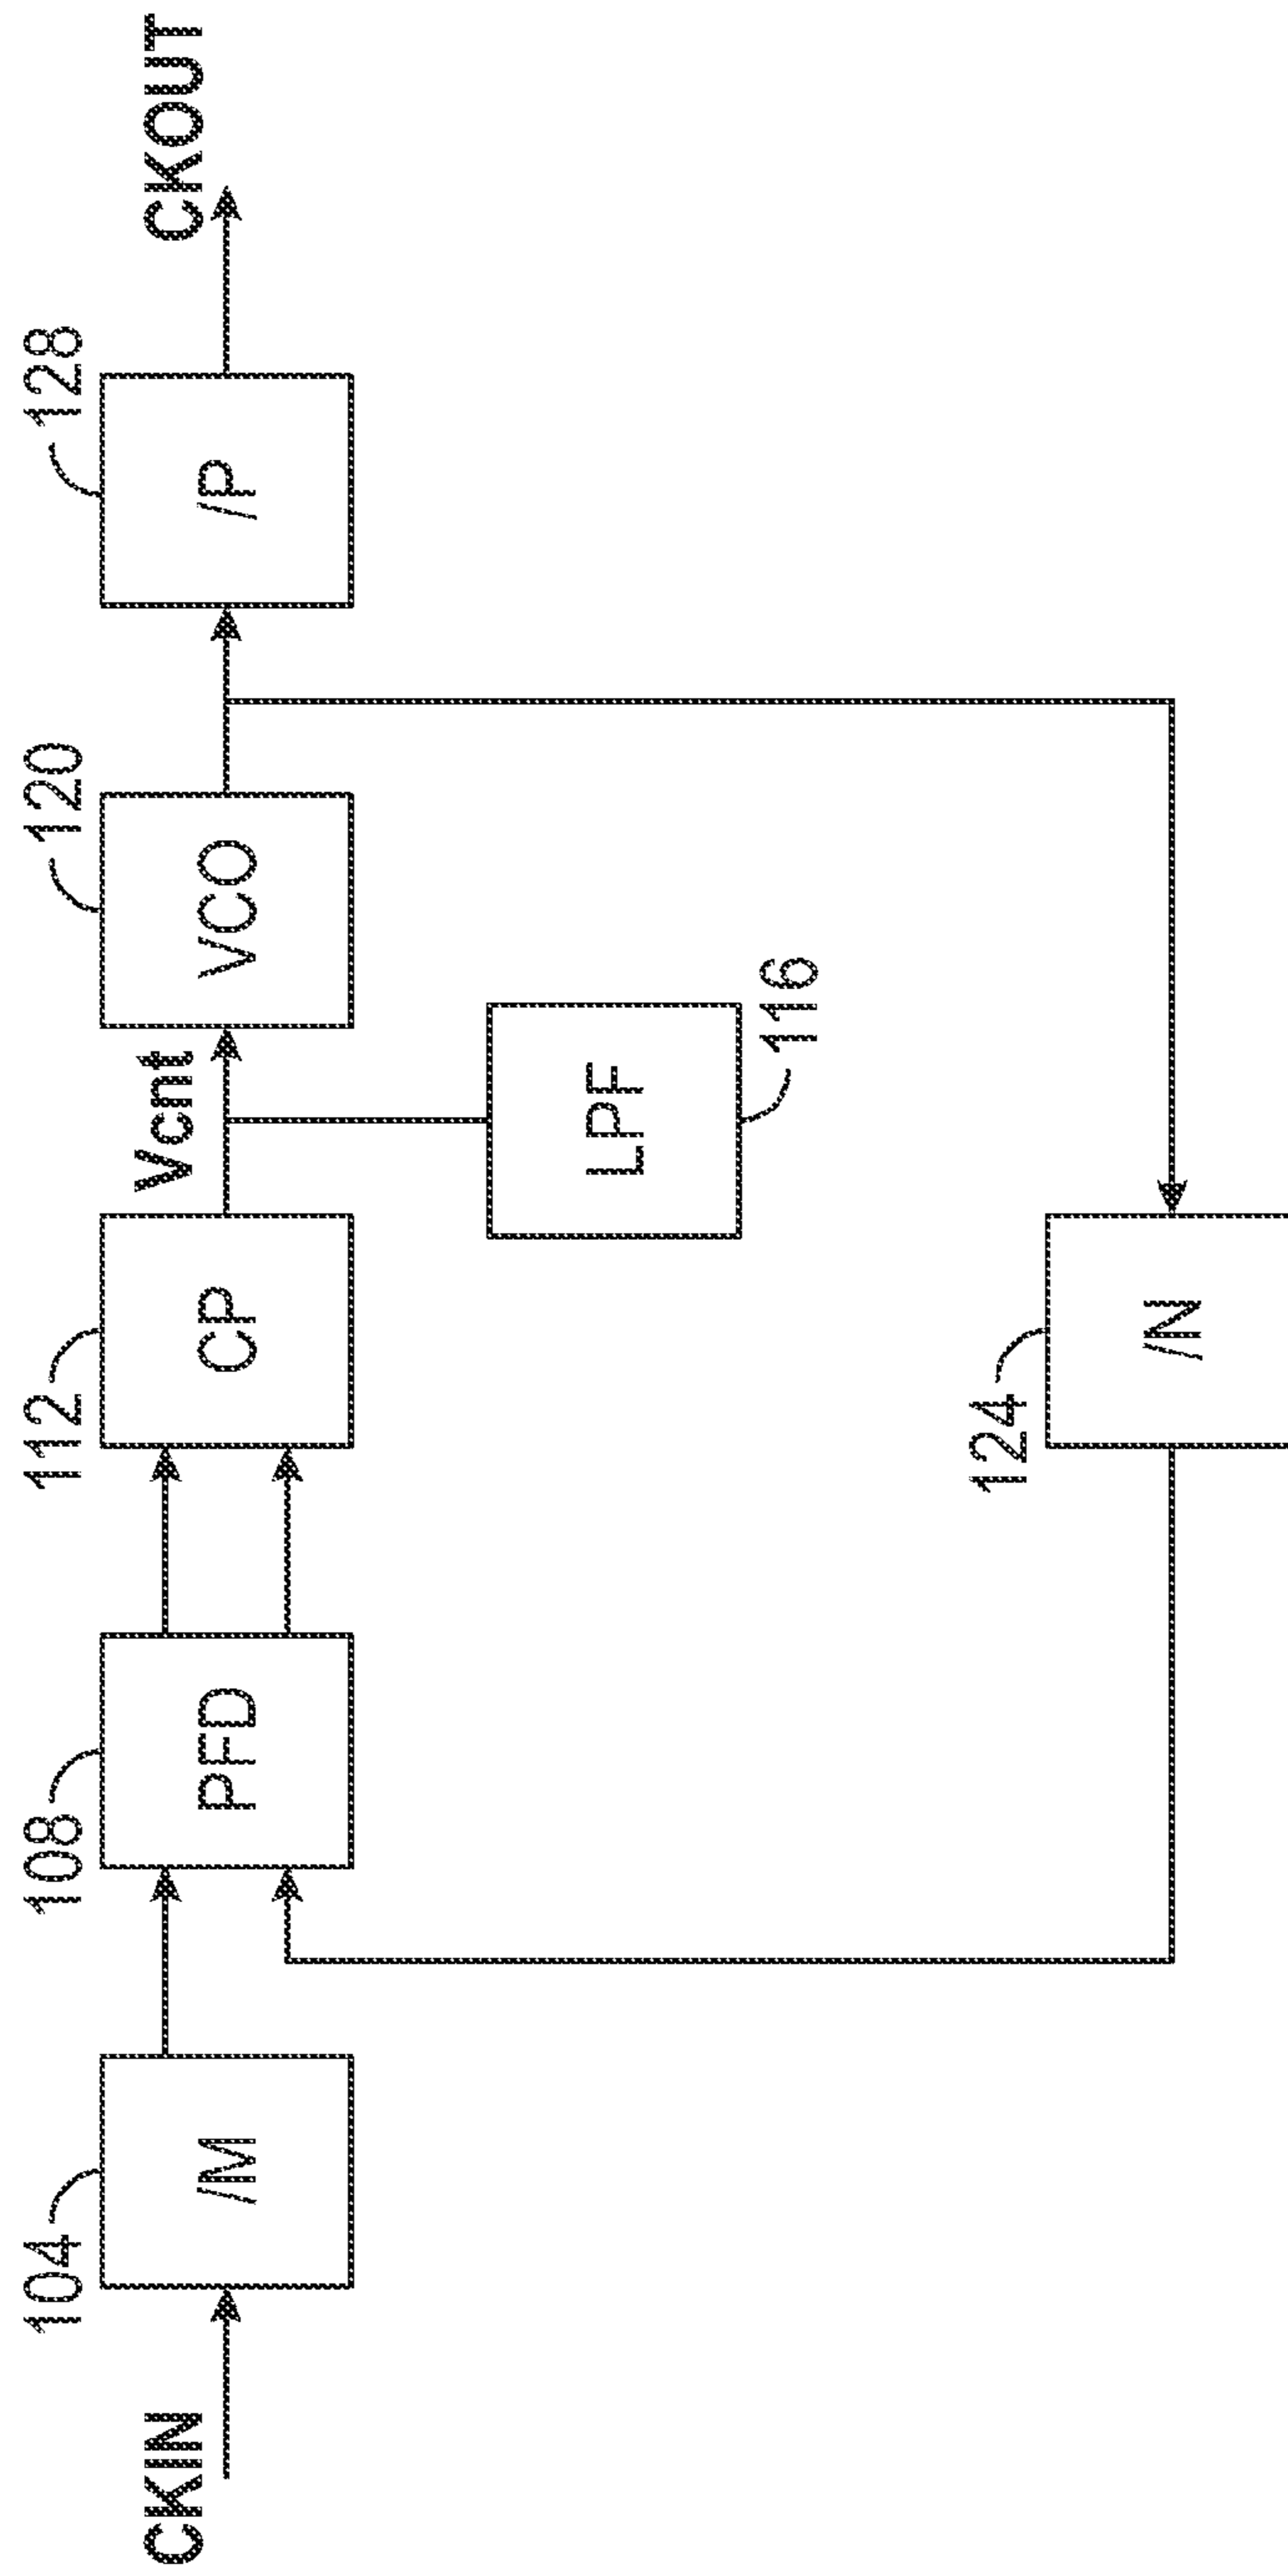 104
108
112
120
128
CKIN
/M
PFD
CP
Vcnt
VCO
/P
CKOUT
LPF
116
124
/N